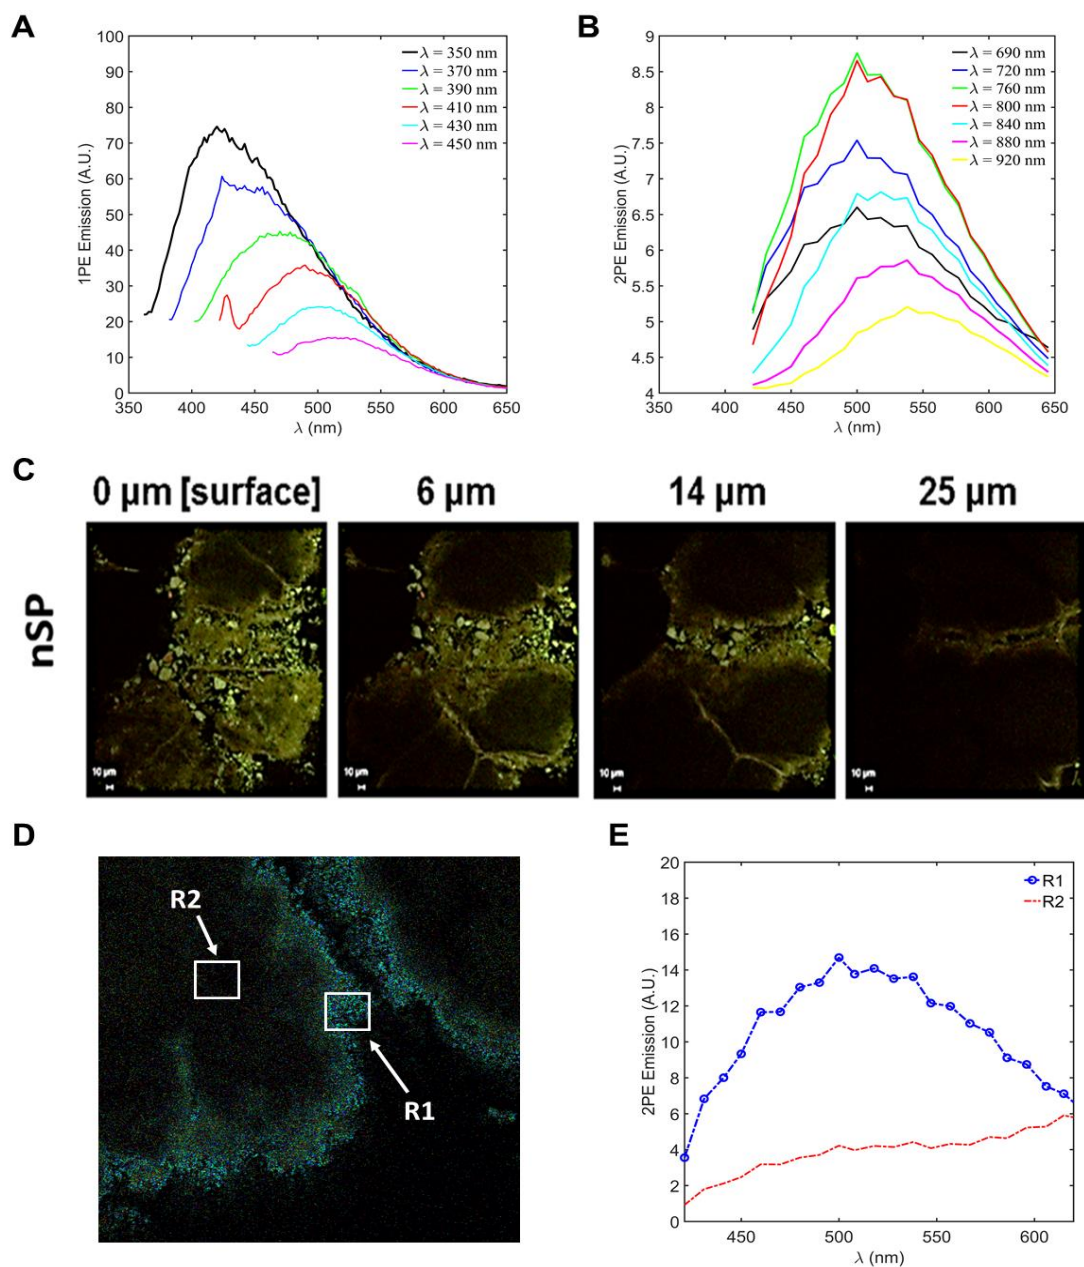 A
100
90
80
70
60
50
40
30
20
10
0
350
400
450
500
550
600
650
1PE Emission (A.U.)
λ (nm)
λ = 350 nm
λ = 370 nm
λ = 390 nm
λ = 410 nm
λ = 430 nm
λ = 450 nm
B
9
8.5
8
7.5
7
6.5
6
5.5
5
4.5
4
350
400
450
500
550
600
650
2PE Emission (A.U.)
λ (nm)
λ = 690 nm
λ = 720 nm
λ = 760 nm
λ = 800 nm
λ = 840 nm
λ = 880 nm
λ = 920 nm
C
0 µm [surface]
6 µm
14 µm
25 µm
nSP
10 µm
10 µm
10 µm
10 µm
D
R2
R1
E
20
18
16
14
12
10
8
6
4
2
0
450
500
550
600
2PE Emission (A.U.)
λ (nm)
R1
R2